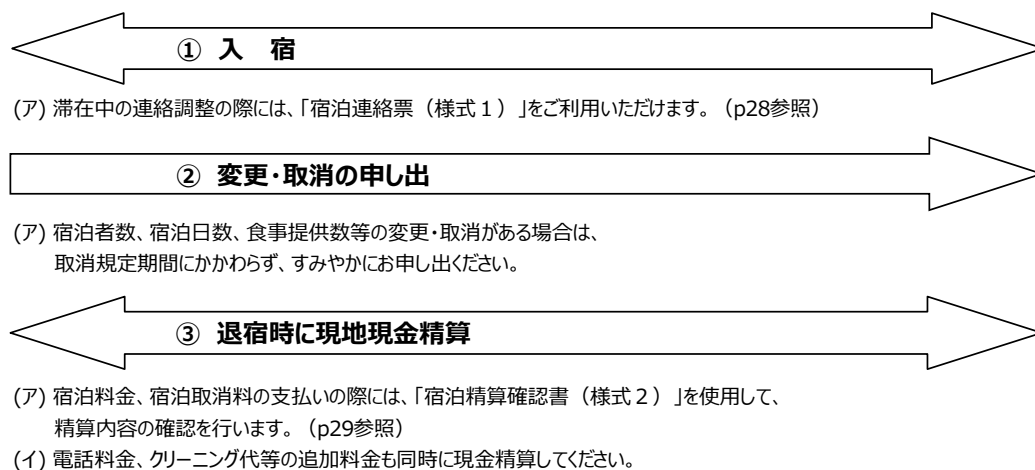 ① 入　宿
(ア) 滞在中の連絡調整の際には、「宿泊連絡票（様式１）」をご利用いただけます。（p28参照）
② 変更・取消の申し出
(ア) 宿泊者数、宿泊日数、食事提供数等の変更・取消がある場合は、
取消規定期間にかかわらず、すみやかにお申し出ください。
③ 退宿時に現地現金精算
(ア) 宿泊料金、宿泊取消料の支払いの際には、「宿泊精算確認書（様式２）」を使用して、
精算内容の確認を行います。（p29参照）
(イ) 電話料金、クリーニング代等の追加料金も同時に現金精算してください。